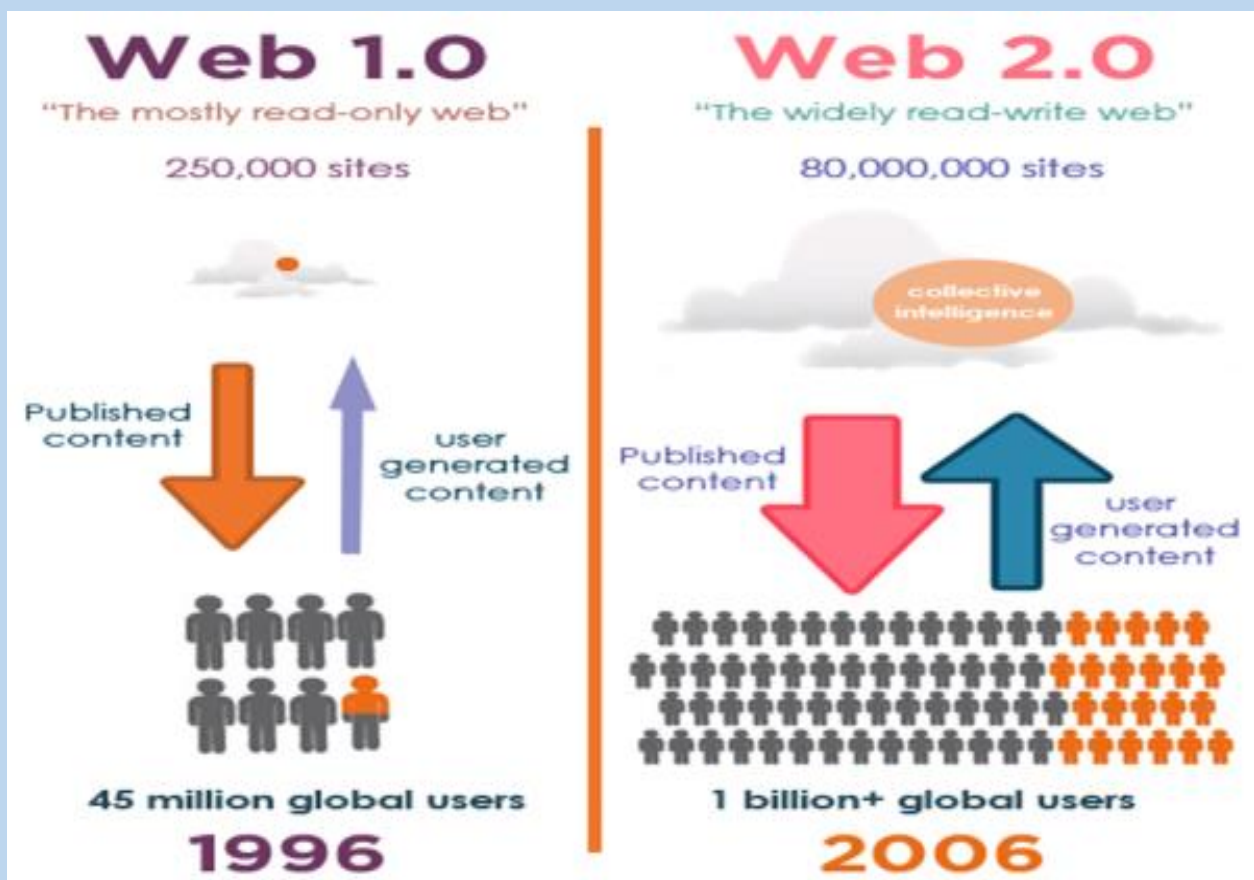 Web 1.0
"The mostly read-only web"
250,000 sites
Published
content
user
generated
content
45 million global users
1996
Web 2.0
"The widely read-write web"
80,000,000 sites
collective
intelligence
Published
content
user
generated
content
1 billion+ global users
2006